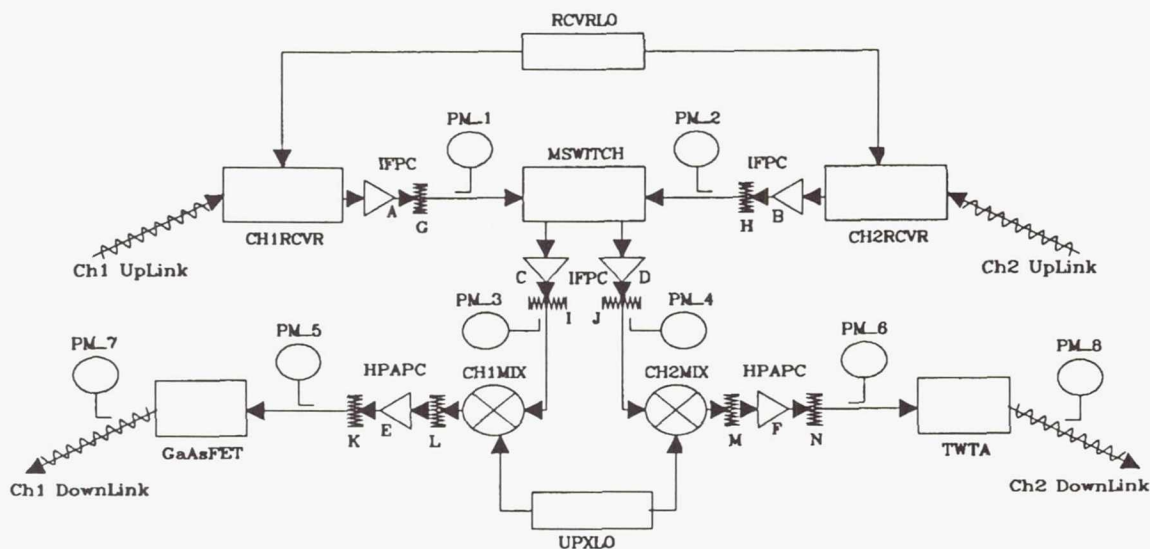 RCVRLO
PM_1
PM_2
IFPC
MSWITCH
IFPC
A
G
H
B
CH1RCVR
CH2RCVR
Ch1 UpLink
Ch2 UpLink
C
IFPC
D
PM_3
I
J
PM_4
PM_7
PM_5
HPAPC
CH1MIX
CH2MIX
HPAPC
PM_6
PM_8
K
E
L
M
F
N
GaAsFET
TWTA
Ch1 DownLink
Ch2 DownLink
UPXLO